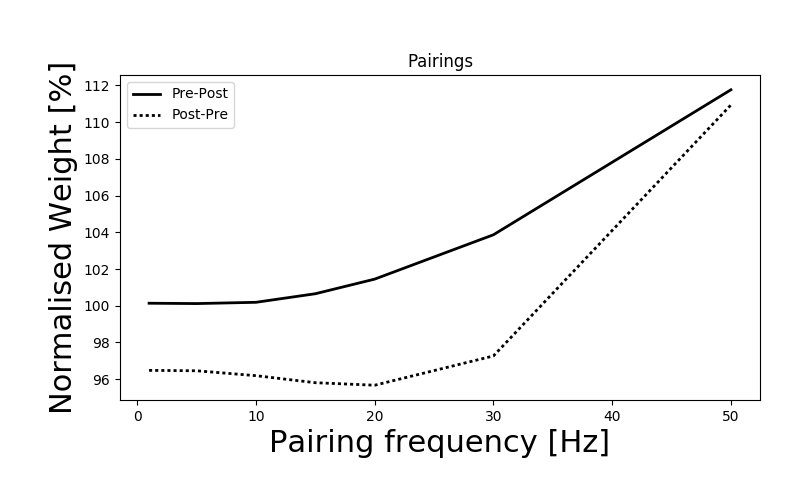 Pairings
Normalised Weight [%]
112
110
108
106
104
102
100
98
96
Pre-Post
Post-Pre
0 10 20 30 40 50
Pairing frequency [Hz]